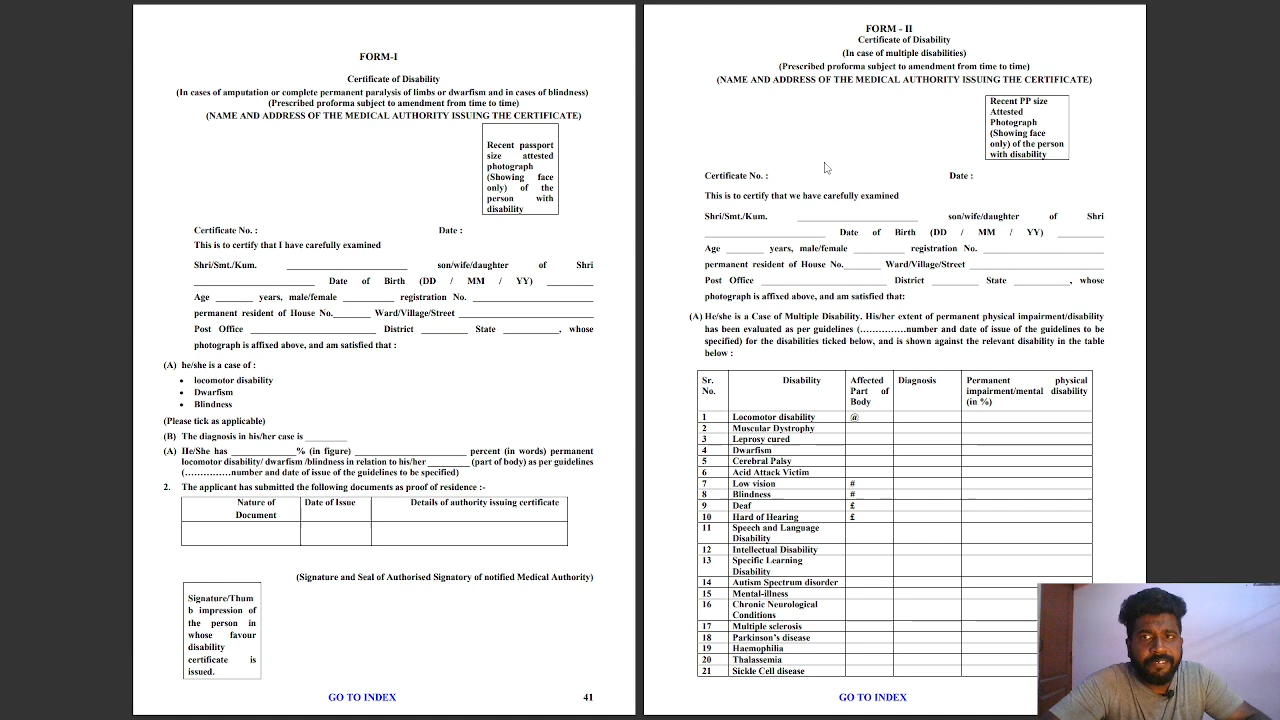 FORM-I
Certificate of Disability
(In cases of amputation or complete permanent paralysis of limbs or dwarfism and in cases of blindness)
(Prescribed proforma subject to amendment from time to time)
(NAME AND ADDRESS OF THE MEDICAL AUTHORITY ISSUING THE CERTIFICATE)
Recent passport
size attested
photograph
(Showing face
only) of the
person with
disability
Certificate No. : Date :
This is to certify that I have carefully examined
Shri/Smt./Kum. ____________ son/wife/daughter of Shri
____________ Date of Birth (DD / MM / YY) ________
Age ________ years, male/female __________ registration No. ____________
permanent resident of House No.________ Ward/Village/Street ____________
Post Office ____________ District __________ State ____________, whose
photograph is affixed above, and am satisfied that :
(A) he/she is a case of :
• locomotor disability
• Dwarfism
• Blindness
(Please tick as applicable)
(B) The diagnosis in his/her case is _________
(A) He/She has ______________% (in figure) ________________________ percent (in words) permanent
locomotor disability/ dwarfism /blindness in relation to his/her ________ (part of body) as per guidelines
(……………number and date of issue of the guidelines to be specified)
2. The applicant has submitted the following documents as proof of residence :-
Nature of Document Date of Issue Details of authority issuing certificate
(Signature and Seal of Authorised Signatory of notified Medical Authority)
Signature/Thum
b impression of
the person in
whose favour
disability
certificate is
issued.
GO TO INDEX 41
FORM - II
Certificate of Disability
(In case of multiple disabilities)
(Prescribed proforma subject to amendment from time to time)
(NAME AND ADDRESS OF THE MEDICAL AUTHORITY ISSUING THE CERTIFICATE)
Recent PP size
Attested
Photograph
(Showing face
only) of the person
with disability
Certificate No. : Date :
This is to certify that we have carefully examined
Shri/Smt./Kum. ____________ son/wife/daughter of Shri
____________ Date of Birth (DD / MM / YY) __________
Age ________ years, male/female ___________ registration No. ____________
permanent resident of House No.________ Ward/Village/Street ____________
Post Office ____________ District ________ State ____________, whose
photograph is affixed above, and am satisfied that:
(A) He/she is a Case of Multiple Disability. His/her extent of permanent physical impairment/disability
has been evaluated as per guidelines (……………number and date of issue of the guidelines to be
specified) for the disabilities ticked below, and is shown against the relevant disability in the table
below :
Sr. No. Disability Affected Part of Body Diagnosis Permanent physical impairment/mental disability (in %)
1 Locomotor disability @
2 Muscular Dystrophy
3 Leprosy cured
4 Dwarfism
5 Cerebral Palsy
6 Acid Attack Victim
7 Low vision #
8 Blindness #
9 Deaf £
10 Hard of Hearing £
11 Speech and Language
Disability
12 Intellectual Disability
13 Specific Learning
Disability
14 Autism Spectrum disorder
15 Mental-illness
16 Chronic Neurological
Conditions
17 Multiple sclerosis
18 Parkinson's disease
19 Haemophilia
20 Thalassemia
21 Sickle Cell disease
GO TO INDEX